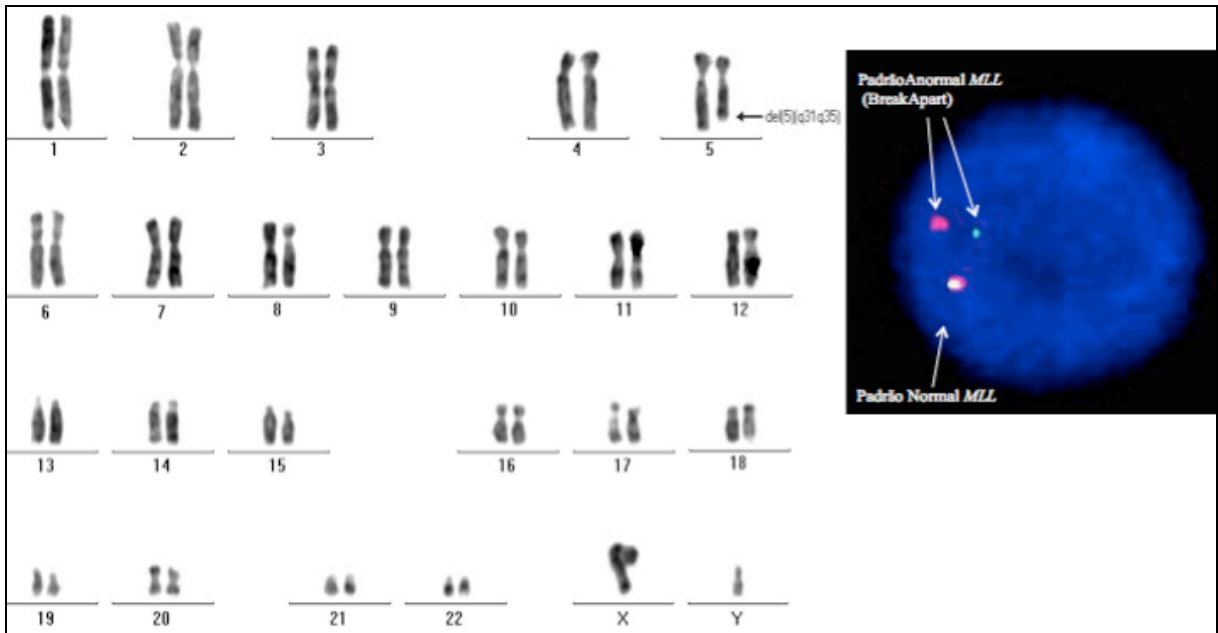 1 2 3 4 5
del(5)(q31q35)
6 7 8 9 10 11 12
13 14 15 16 17 18
19 20 21 22 X Y
PadrãoAnormal MLL
(BreakApart)
Padrão Normal MLL